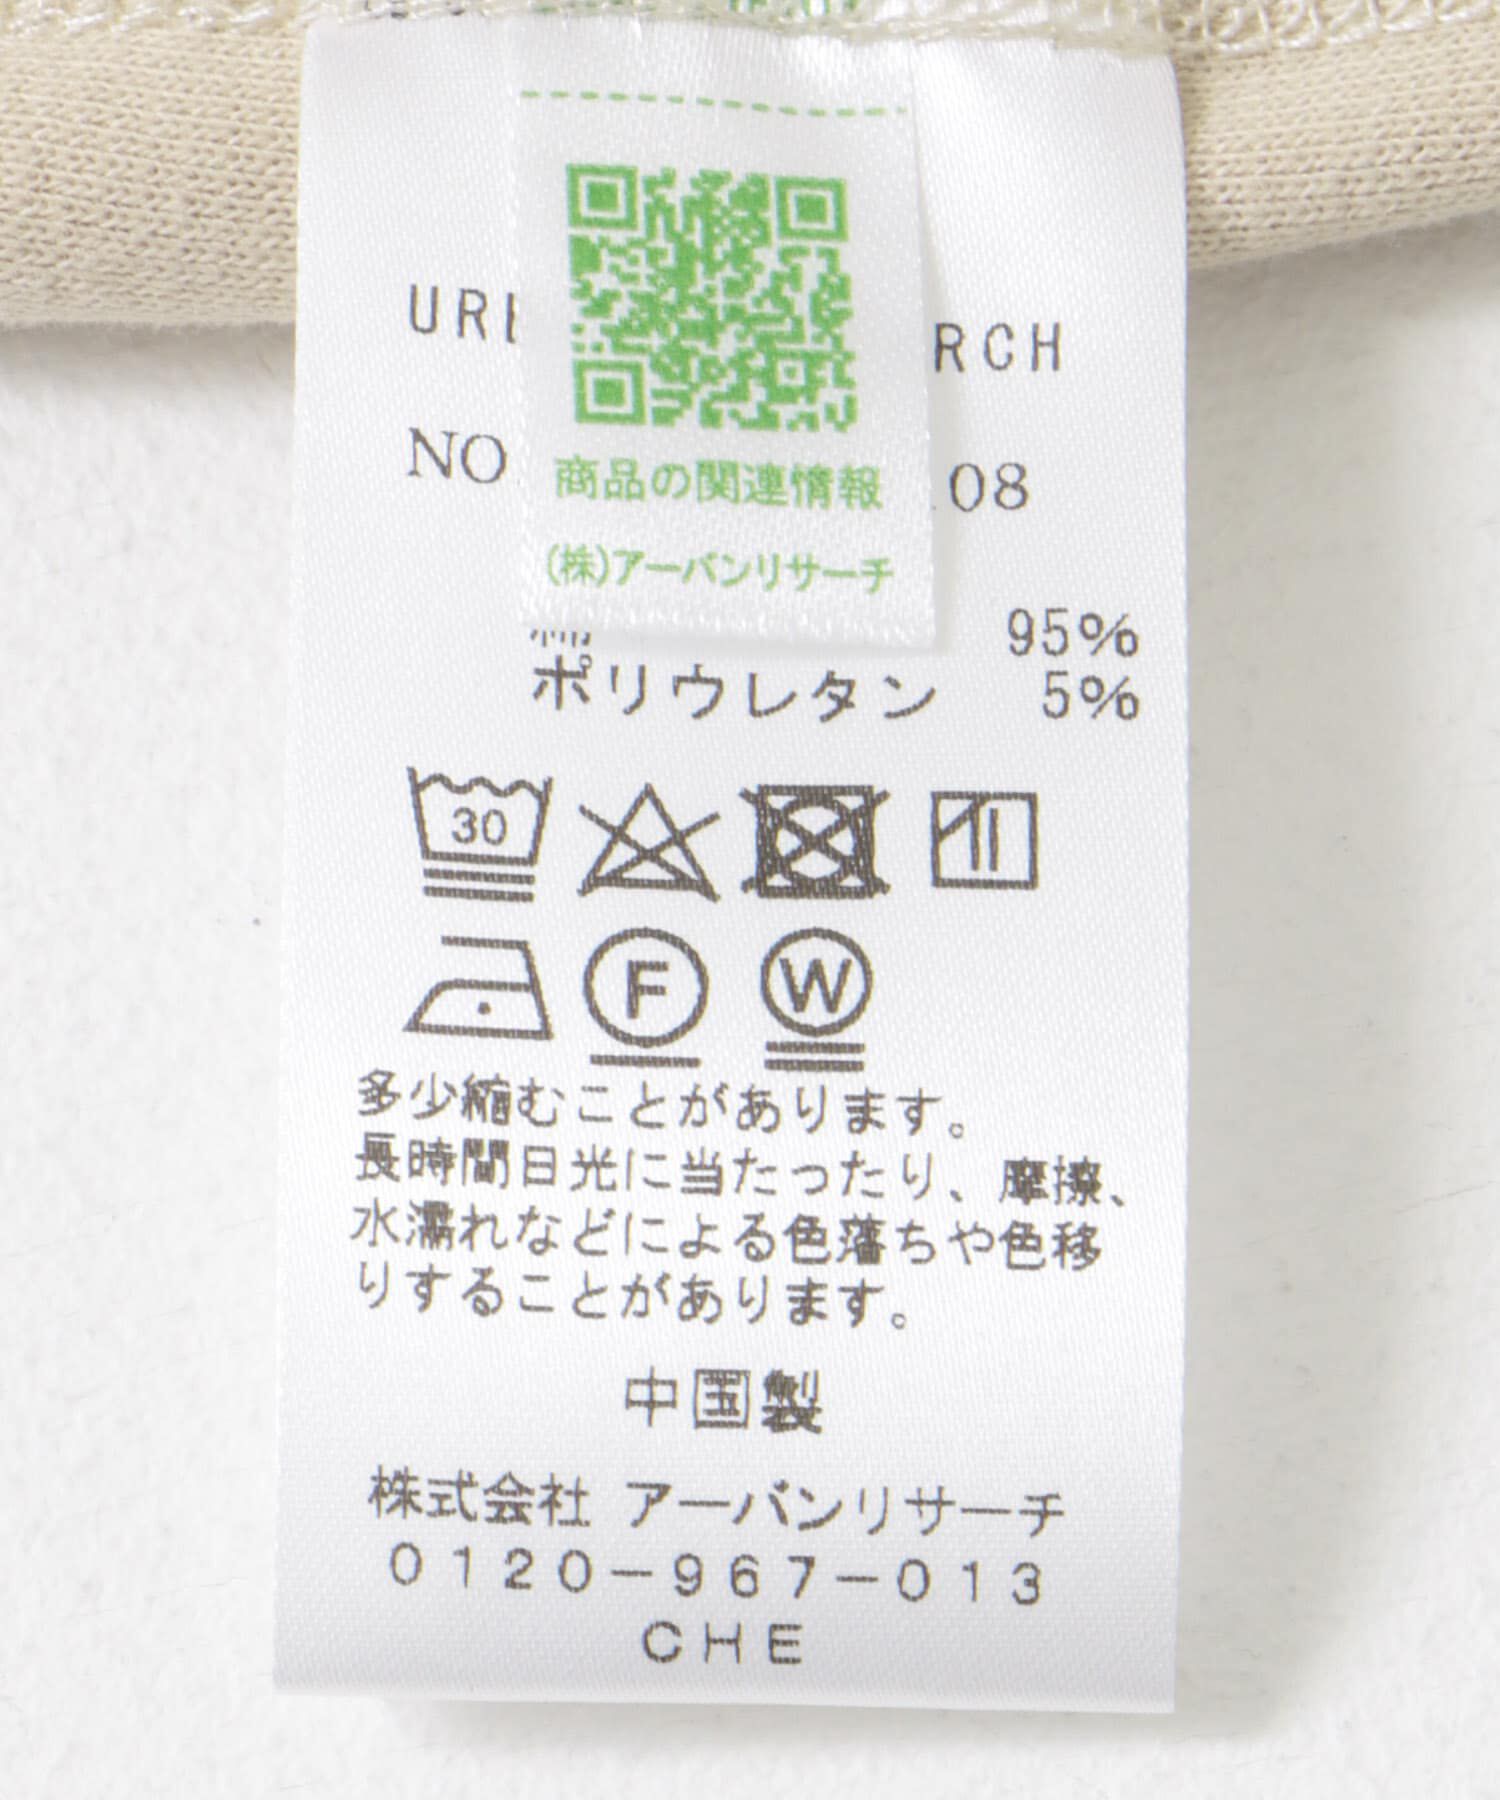 商品の関連情報
(株)アーバンリサーチ
RCH
NO
08
95%
ポリウレタン 5%
30
F W
多少縮むことがあります。
長時間日光に当たったり、摩擦、
水濡れなどによる色落ちや色移
りすることがあります。
中国製
株式会社 アーバンリサーチ
0120-967-013
CHE